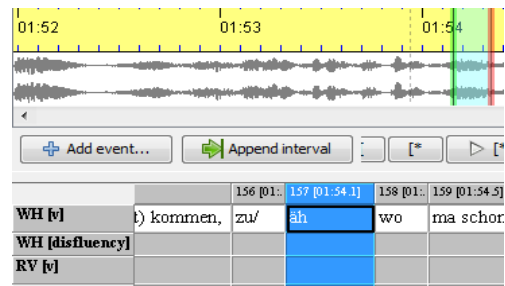 01:52 01:53 01:54
Add event... Append interval [* [*
156 [01:. 157 [01:54.1] 158 [01:. 159 [01:54.5]
WH [v] t) kommen, zu/ äh wo ma schon
WH [disfluency]
RV [v]